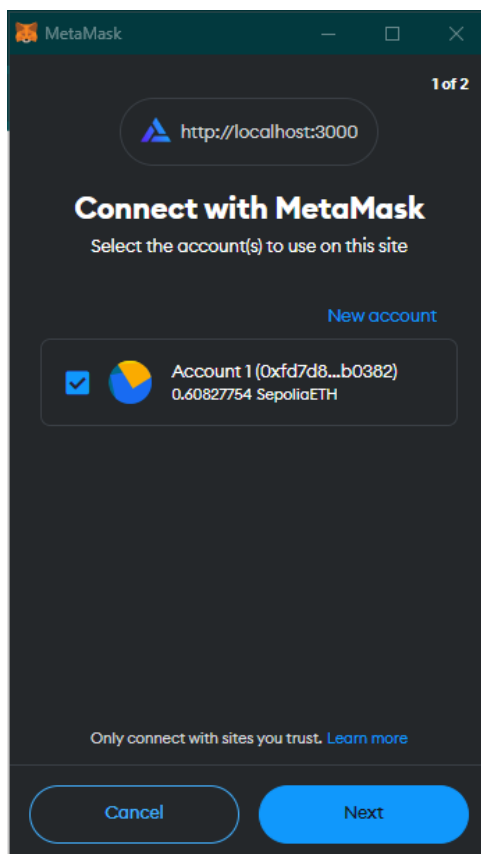 MetaMask
1 of 2
http://localhost:3000
Connect with MetaMask
Select the account(s) to use on this site
New account
Account 1 (0xfd7d8...b0382)
0.60827754 SepoliaETH
Only connect with sites you trust. Learn more
Cancel Next